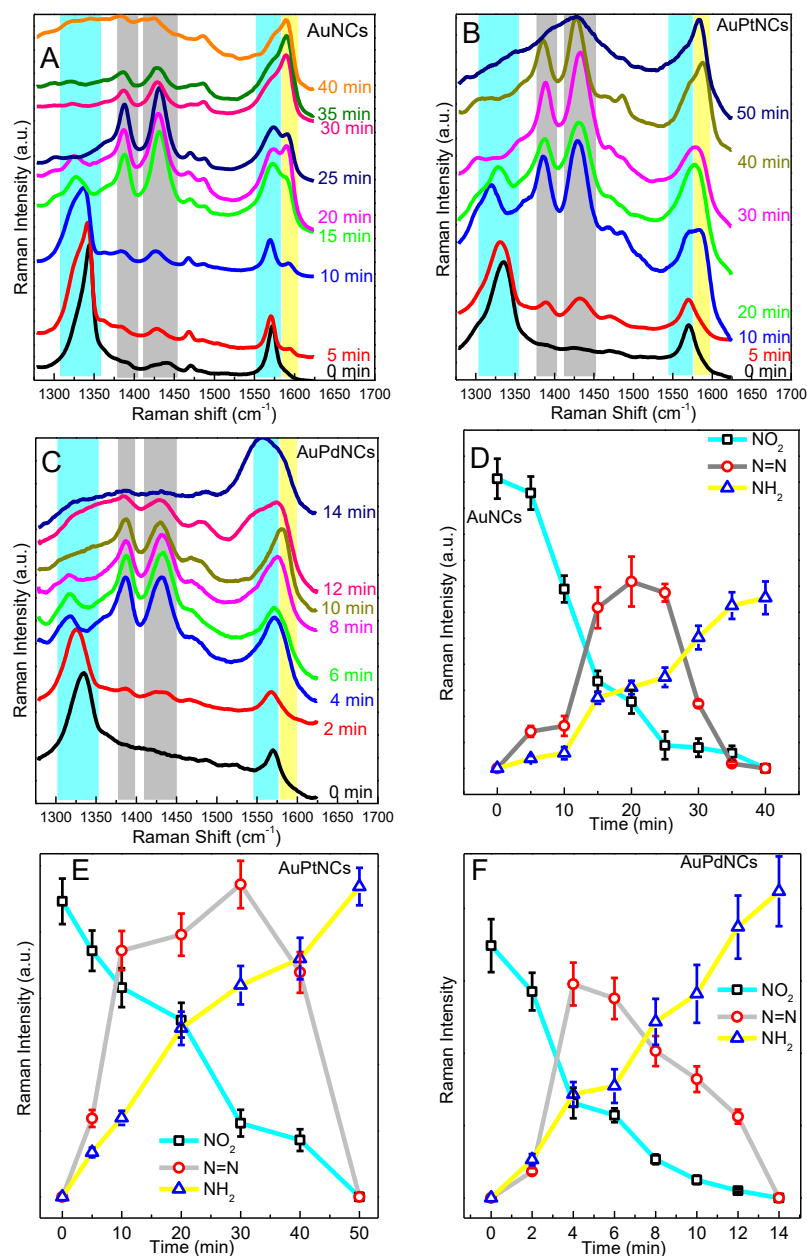 A
AuNCs
40 min
35 min
30 min
25 min
20 min
15 min
10 min
5 min
0 min
Raman Intensity (a.u.)
1300 1350 1400 1450 1500 1550 1600 1650 1700
Raman shift (cm⁻¹)
B
AuPtNCs
50 min
40 min
30 min
20 min
10 min
5 min
0 min
Raman Intensity (a.u.)
1300 1350 1400 1450 1500 1550 1600 1650 1700
Raman Shift (cm⁻¹)
C
AuPdNCs
14 min
12 min
10 min
8 min
6 min
4 min
2 min
0 min
Raman Intensity (a.u.)
1300 1350 1400 1450 1500 1550 1600 1650 1700
Raman Shift (cm⁻¹)
D
NO₂
N=N
NH₂
AuNCs
Raman Intenisity (a.u.)
0 10 20 30 40
Time (min)
E
AuPtNCs
NO₂
N=N
NH₂
Raman Intensity (a.u.)
0 10 20 30 40 50
Time (min)
F
AuPdNCs
NO₂
N=N
NH₂
Raman Intensity
0 2 4 6 8 10 12 14
Time (min)